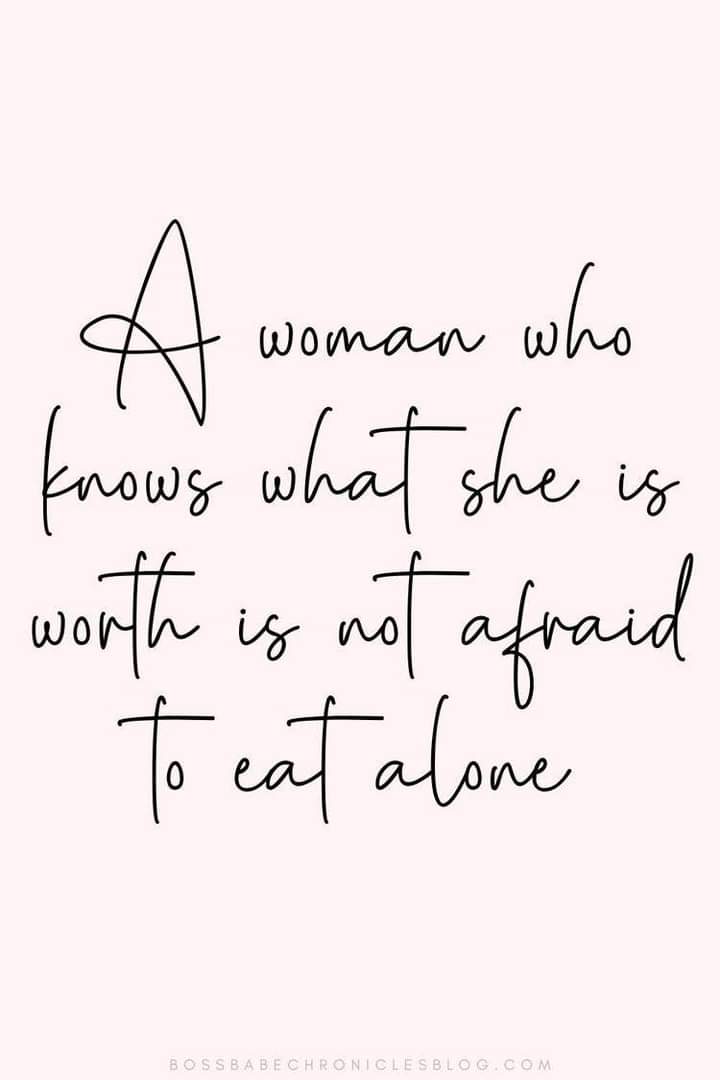 A woman who
knows what she is
worth is not afraid
to eat alone
BOSSBABECHRONICLESBLOG.COM